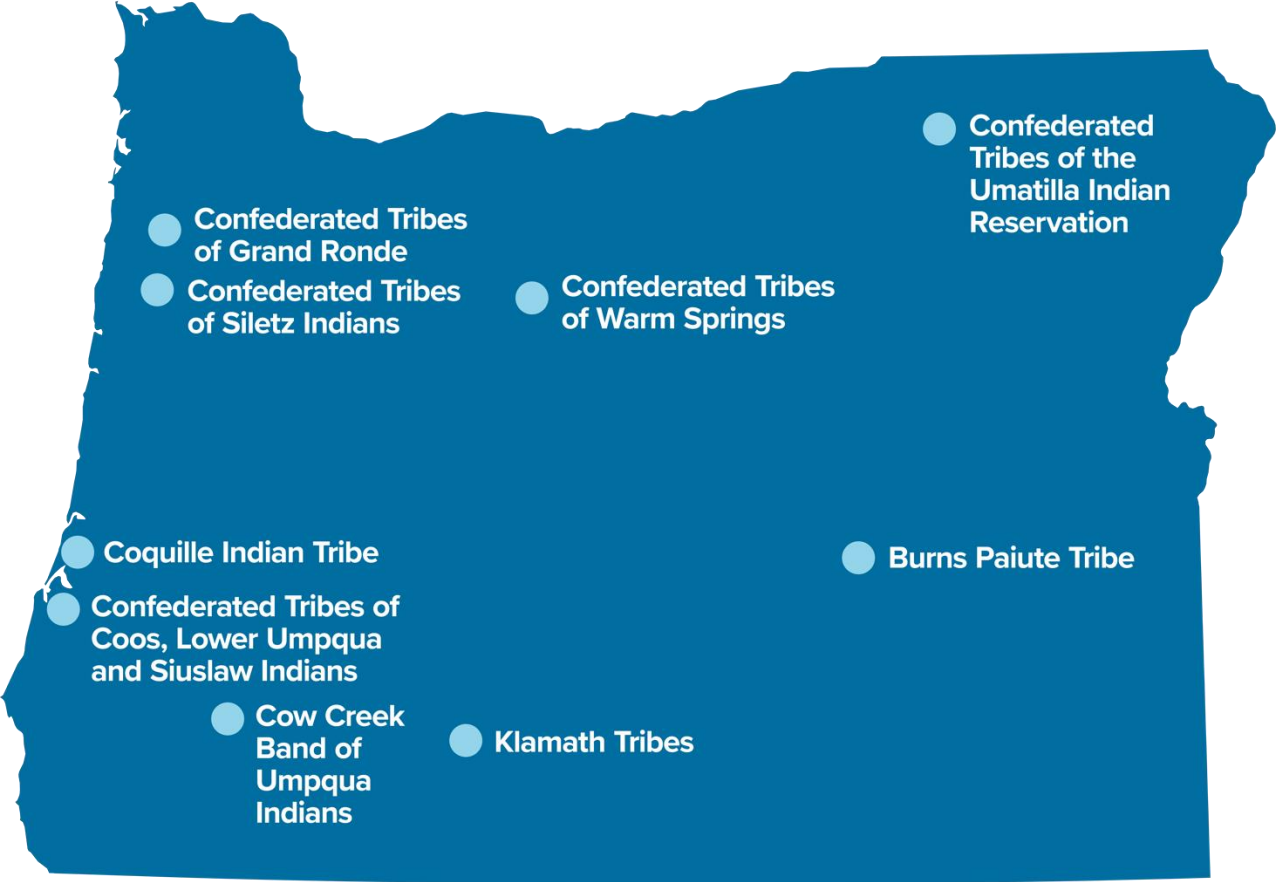 Confederated
Tribes of the
Umatilla Indian
Reservation
Confederated Tribes
of Grand Ronde
Confederated Tribes
of Siletz Indians
Confederated Tribes
of Warm Springs
Coquille Indian Tribe
Burns Paiute Tribe
Confederated Tribes of
Coos, Lower Umpqua
and Siuslaw Indians
Cow Creek
Band of
Umpqua
Indians
Klamath Tribes